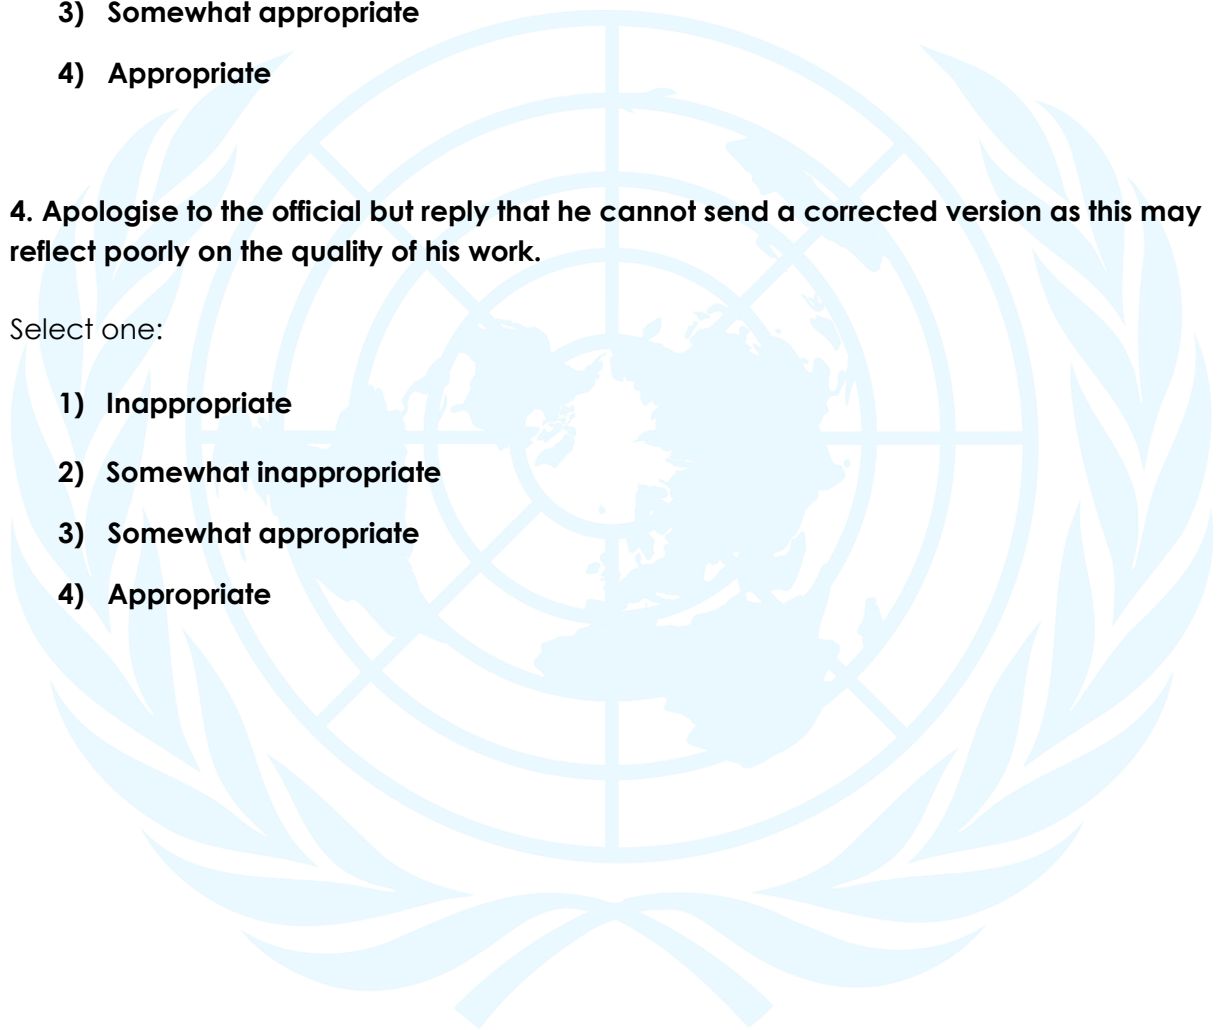 3) Somewhat appropriate
4) Appropriate
4. Apologise to the official but reply that he cannot send a corrected version as this may
reflect poorly on the quality of his work.
Select one:
1) Inappropriate
2) Somewhat inappropriate
3) Somewhat appropriate
4) Appropriate